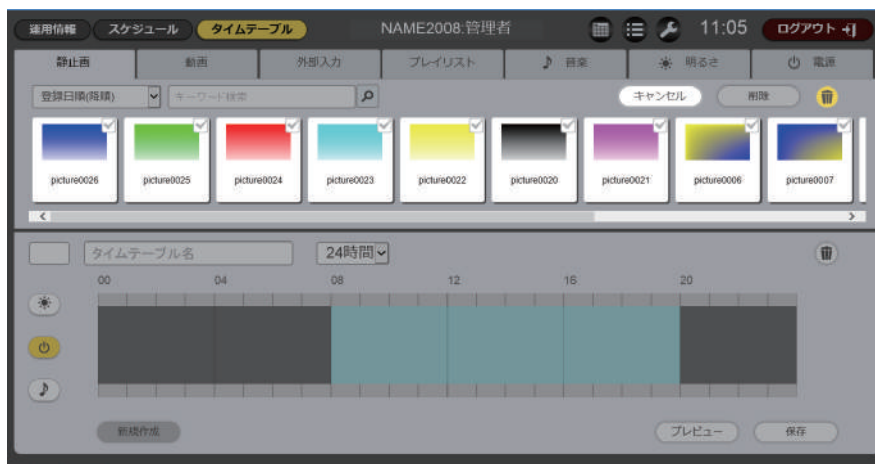 運用情報 スケジュール タイムテーブル NAME2008:管理者 11:05 ログアウト
静止画 動画 外部入力 プレイリスト 音楽 明るさ 電源
登録日順(降順) キーワード検索 キャンセル 削除
picture0026 picture0025 picture0024 picture0023 picture0022 picture0020 picture0021 picture0006 picture0007
タイムテーブル名 24時間
00 04 08 12 16 20
新規作成 プレビュー 保存